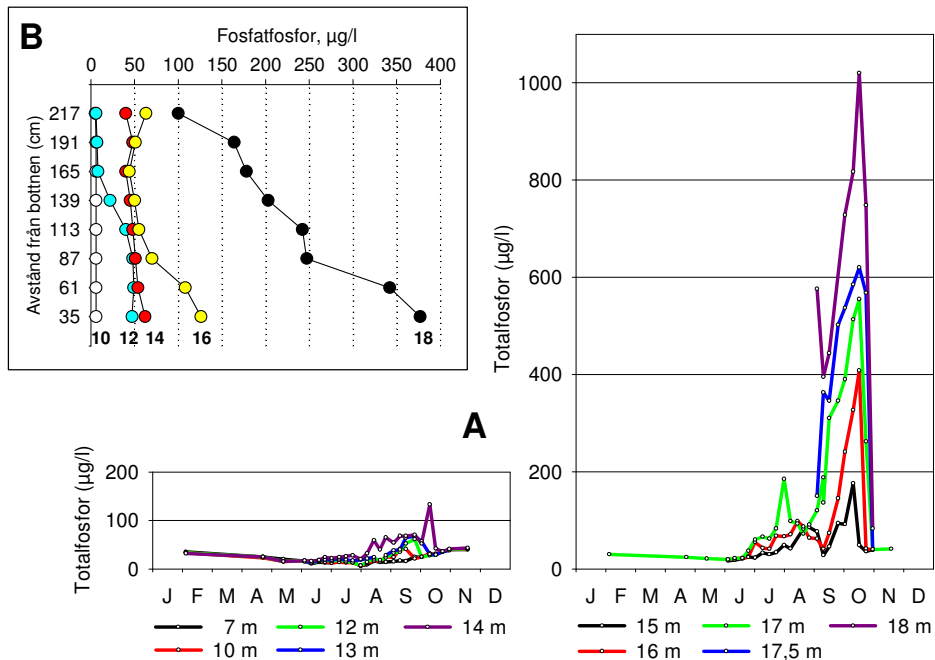 B
Fosfatfosfor, µg/l
0 50 100 150 200 250 300 350 400
Avstånd från bottnen (cm)
217
191
165
139
113
87
61
35
10 12 14 16 18
A
Totalfosfor (µg/l)
200
100
0
J F M A M J J A S O N D
7 m 12 m 14 m
10 m 13 m
Totalfosfor (µg/l)
1000
800
600
400
200
0
J F M A M J J A S O N D
15 m 17 m 18 m
16 m 17,5 m